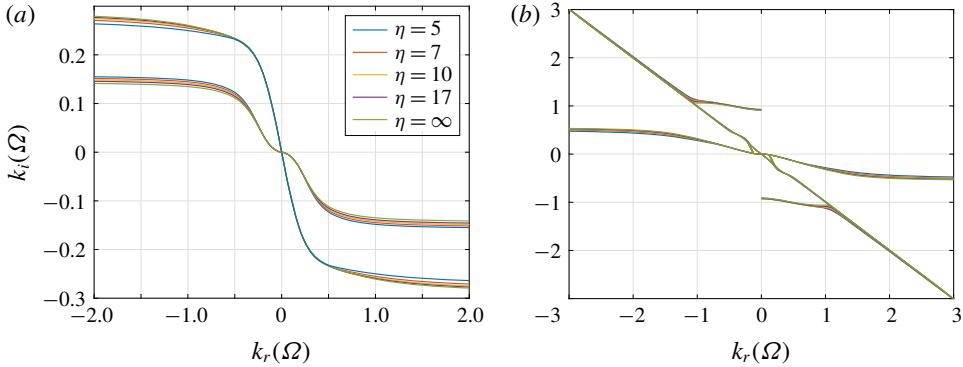 (a)
0.2
0.1
0
−0.1
−0.2
−0.3
k_i(Ω)
−2.0 −1.0 0 1.0 2.0
k_r(Ω)
η = 5
η = 7
η = 10
η = 17
η = ∞
(b)
3
2
1
0
−1
−2
−3 −2 −1 0 1 2 3
k_r(Ω)